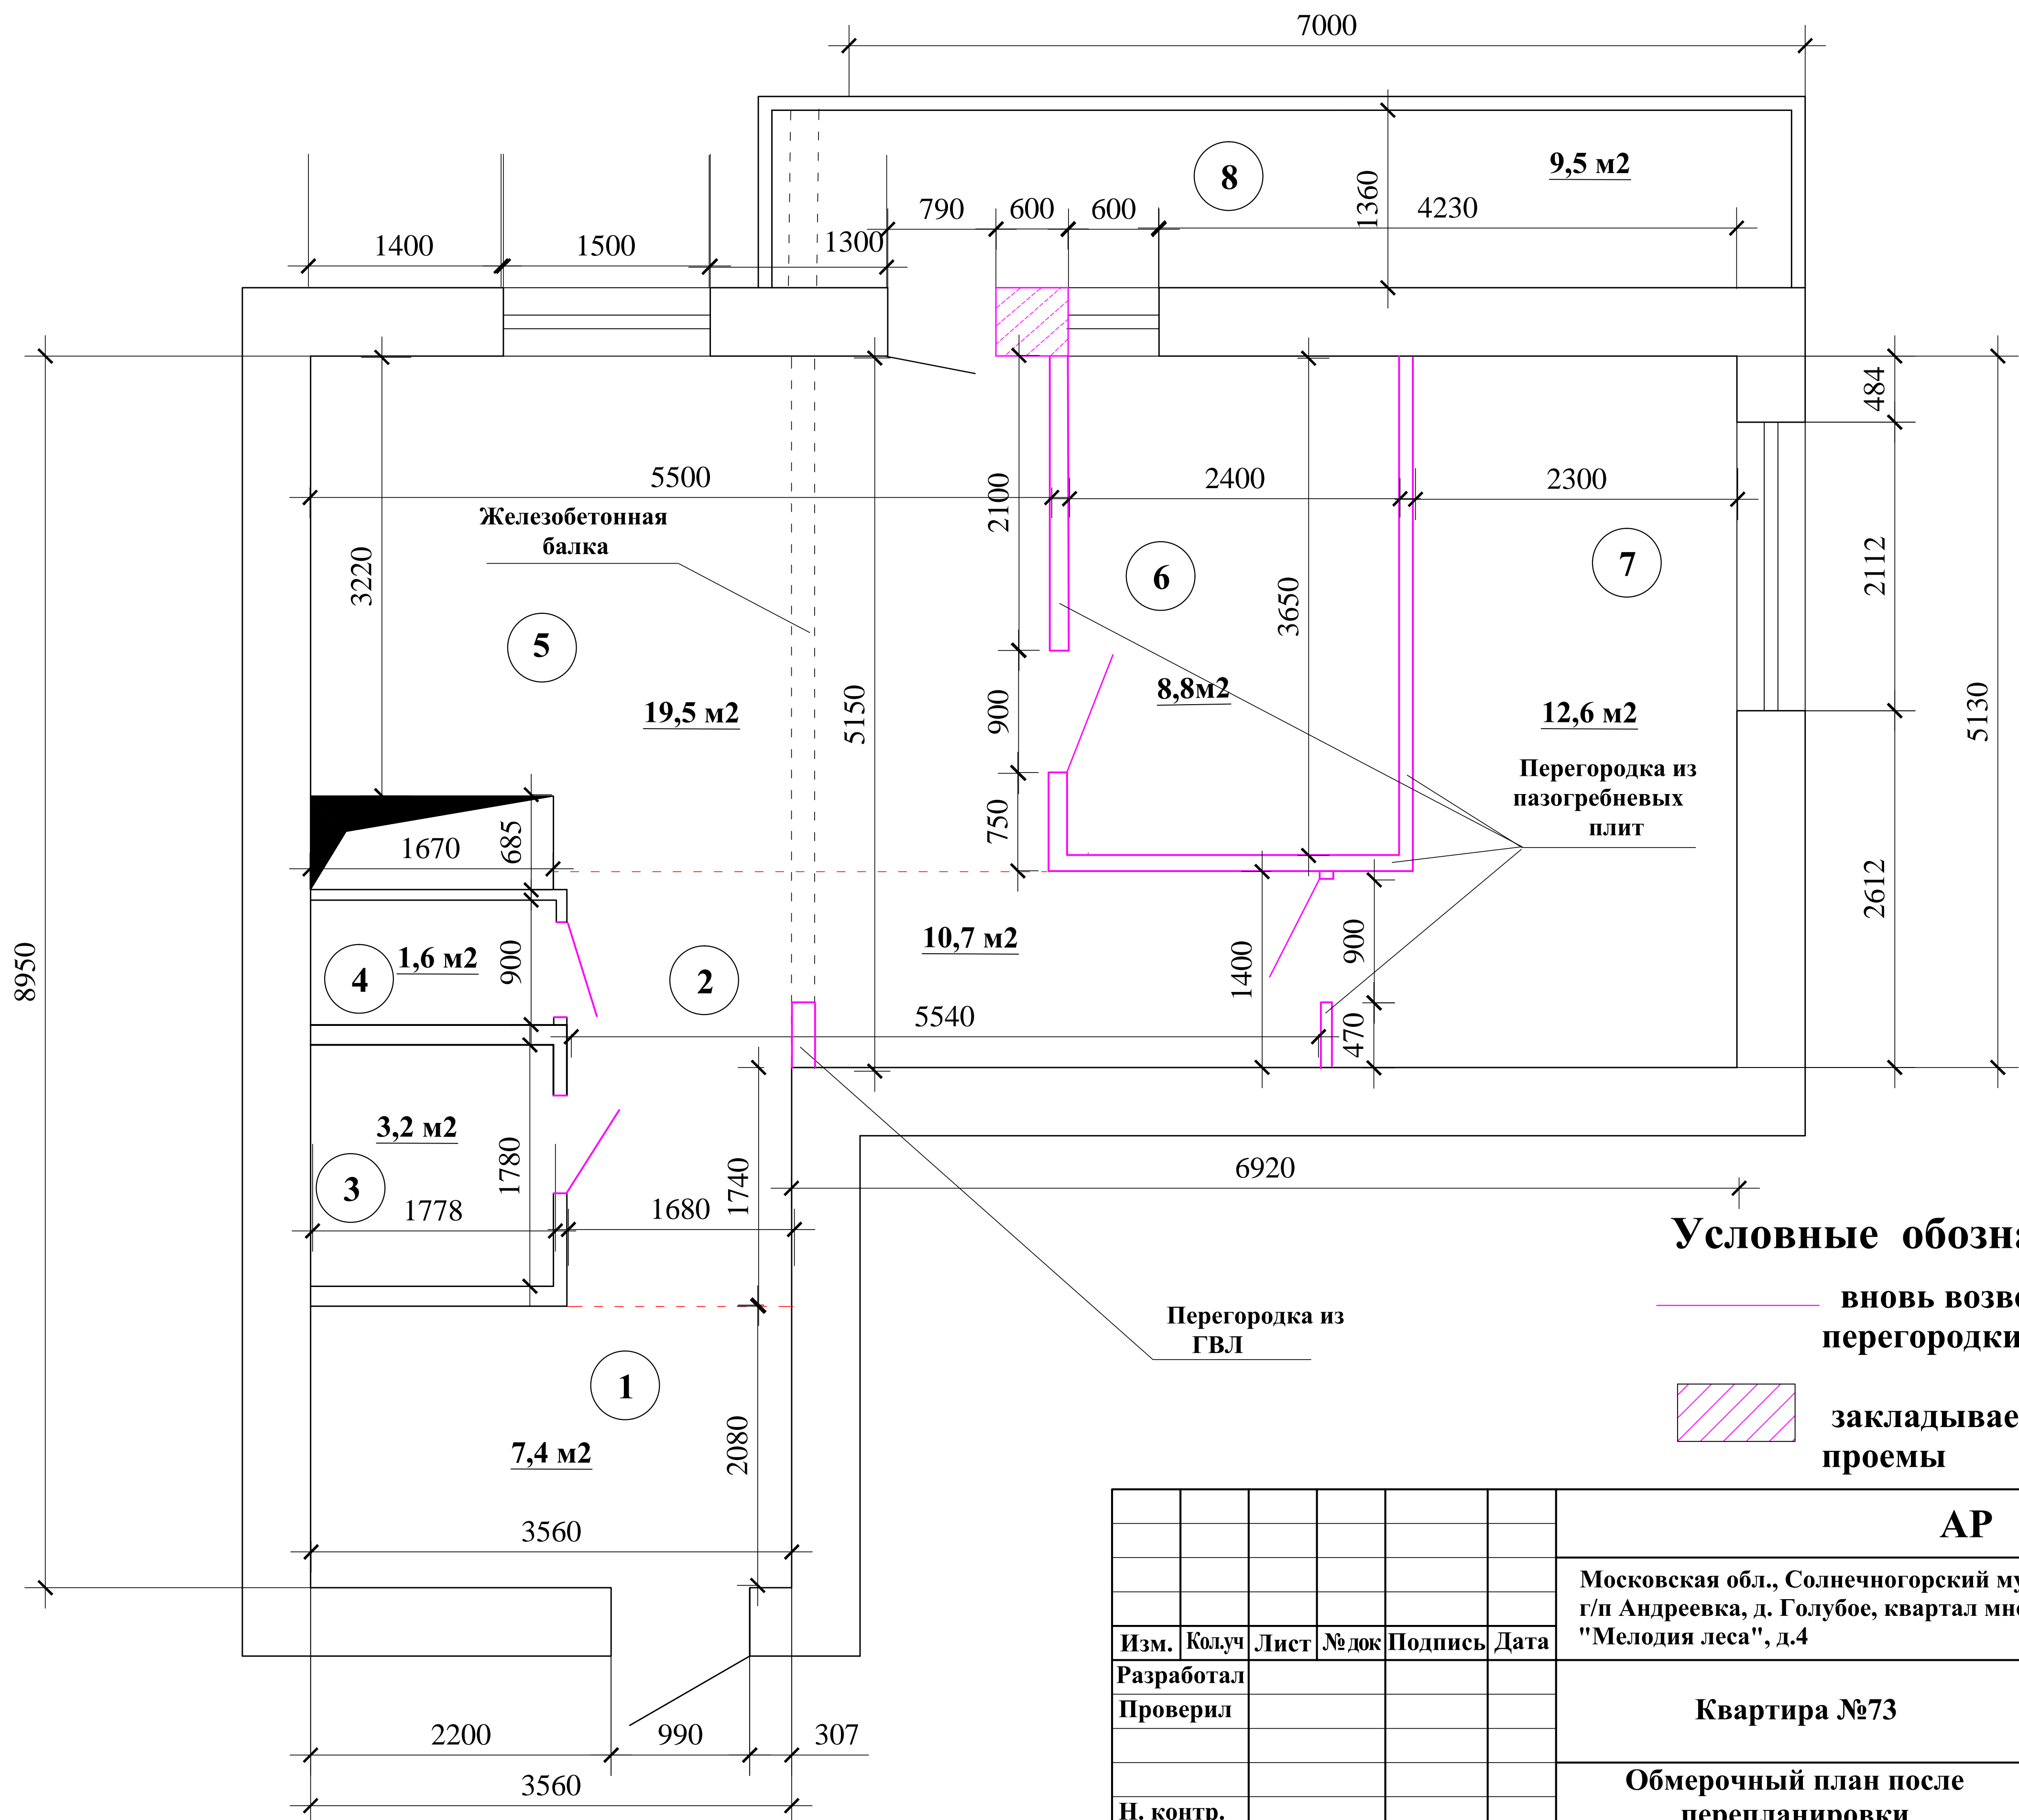 7000
9,5 м2
8
1360
4230
790
600
600
1400
1500
1300
484
5500
2400
2300
2100
Железобетонная
балка
3220
2112
6
7
3650
5
8,8м2
19,5 м2
5150
900
12,6 м2
5130
Перегородка из
пазогребневых
плит
750
1670
685
2612
10,7 м2
900
1400
8950
4
1,6 м2
900
2
5540
470
3,2 м2
1780
1740
6920
3
1778
1680
Условные обозна
вновь возве
перегородки
Перегородка из
ГВЛ
1
закладывае
проемы
7,4 м2
2080
3560
АР
Московская обл., Солнечногорский му
г/п Андреевка, д. Голубое, квартал мн
"Мелодия леса", д.4
Изм. Кол.уч Лист №док Подпись Дата
Разработал
Проверил
Квартира №73
2200
990
307
3560
Обмерочный план после
перепланировки
Н. контр.